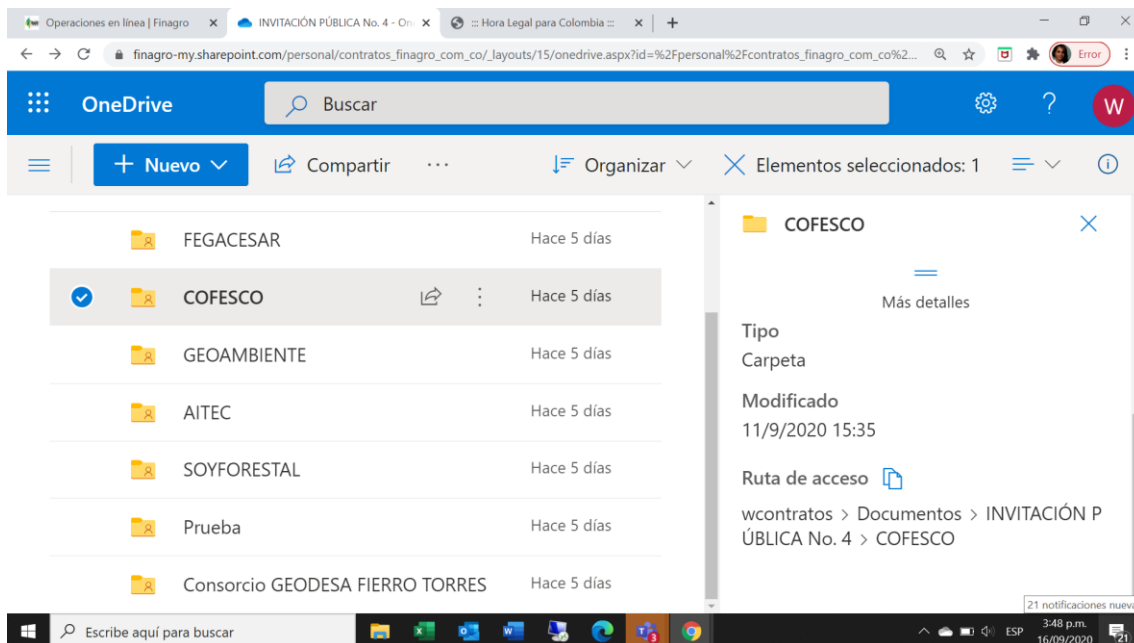 Operaciones en línea | Finagro
INVITACIÓN PÚBLICA No. 4 - On
::: Hora Legal para Colombia :::
finagro-my.sharepoint.com/personal/contratos_finagro_com_co/_layouts/15/onedrive.aspx?id=%2Fpersonal%2Fcontratos_finagro_com_co%2...
Error
OneDrive
Buscar
W
Nuevo
Compartir
...
Organizar
Elementos seleccionados: 1
FEGACESAR Hace 5 días
COFESCO Hace 5 días
GEOAMBIENTE Hace 5 días
AITEC Hace 5 días
SOYFORESTAL Hace 5 días
Prueba Hace 5 días
Consorcio GEODESA FIERRO TORRES Hace 5 días
COFESCO
Más detalles
Tipo
Carpeta
Modificado
11/9/2020 15:35
Ruta de acceso
wcontratos > Documentos > INVITACIÓN P
ÚBLICA No. 4 > COFESCO
21 notificaciones nueva
Escribe aquí para buscar
ESP
3:48 p.m.
16/09/2020